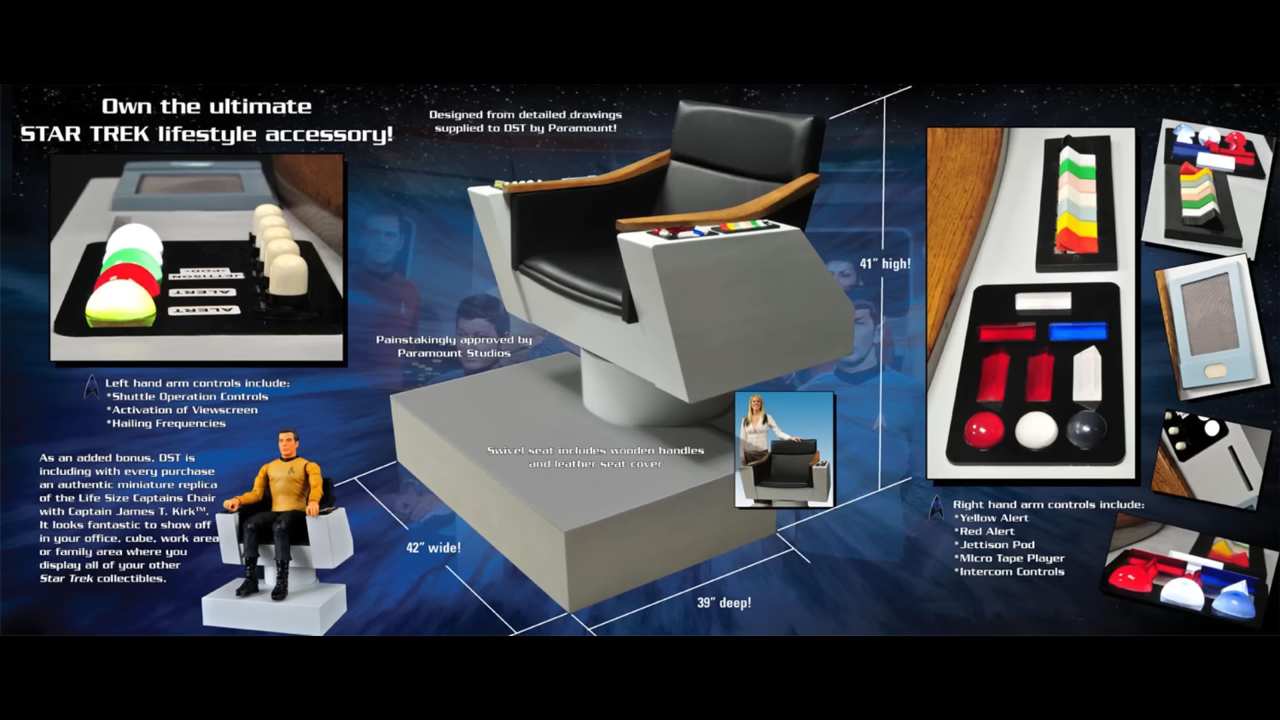 Own the ultimate
STAR TREK lifestyle accessory!
Designed from detailed drawings
supplied to DST by Paramount!
41" high!
JETTISON
POD
ALERT
ALERT
Painstakingly approved by
Paramount Studios
Left hand arm controls include:
*Shuttle Operation Controls
*Activation of Viewscreen
*Hailing Frequencies
Swivel seat includes wooden handles
and leather seat cover
As an added bonus, DST is
including with every purchase
an authentic miniature replica
of the Life Size Captains Chair
with Captain James T. Kirk™.
It looks fantastic to show off
in your office, cube, work area
or family area where you
display all of your other
Star Trek collectibles.
42" wide!
39" deep!
Right hand arm controls include:
*Yellow Alert
*Red Alert
*Jettison Pod
*MIcro Tape Player
*Intercom Controls